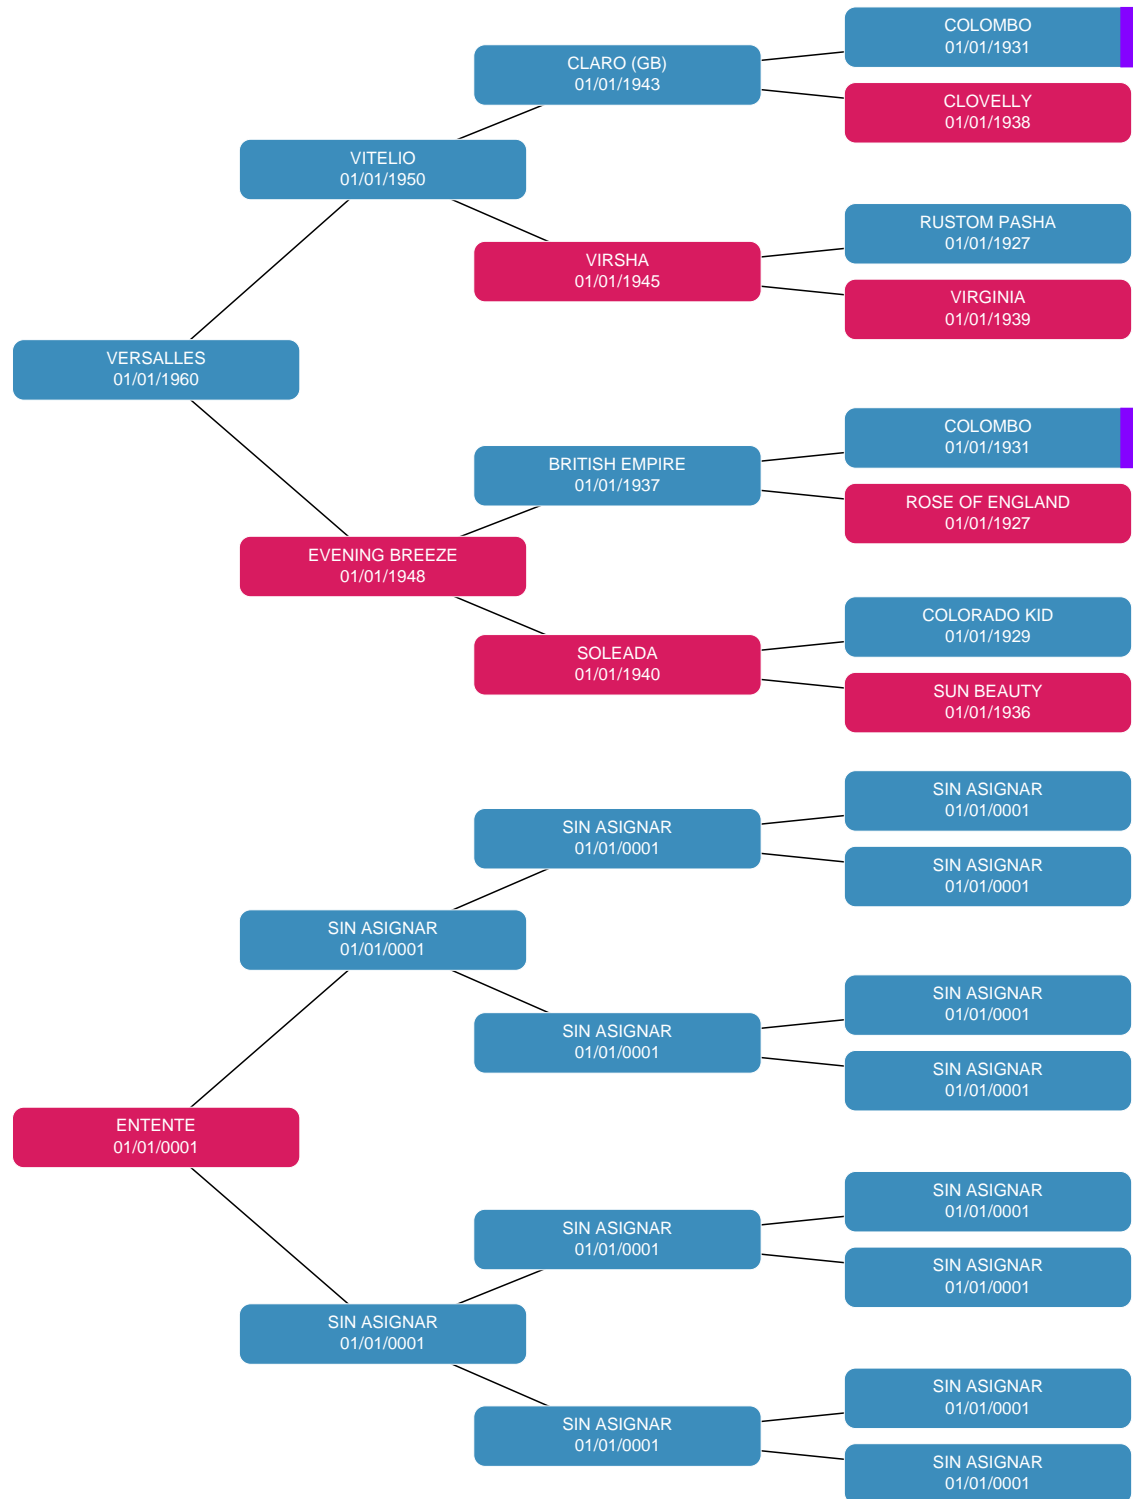 COLOMBO
01/01/1931
CLARO (GB)
01/01/1943
CLOVELLY
01/01/1938
VITELIO
01/01/1950
RUSTOM PASHA
01/01/1927
VIRSHA
01/01/1945
VIRGINIA
01/01/1939
VERSALLES
01/01/1960
COLOMBO
01/01/1931
BRITISH EMPIRE
01/01/1937
ROSE OF ENGLAND
01/01/1927
EVENING BREEZE
01/01/1948
COLORADO KID
01/01/1929
SOLEADA
01/01/1940
SUN BEAUTY
01/01/1936
SIN ASIGNAR
01/01/0001
SIN ASIGNAR
01/01/0001
SIN ASIGNAR
01/01/0001
SIN ASIGNAR
01/01/0001
SIN ASIGNAR
01/01/0001
SIN ASIGNAR
01/01/0001
SIN ASIGNAR
01/01/0001
ENTENTE
01/01/0001
SIN ASIGNAR
01/01/0001
SIN ASIGNAR
01/01/0001
SIN ASIGNAR
01/01/0001
SIN ASIGNAR
01/01/0001
SIN ASIGNAR
01/01/0001
SIN ASIGNAR
01/01/0001
SIN ASIGNAR
01/01/0001